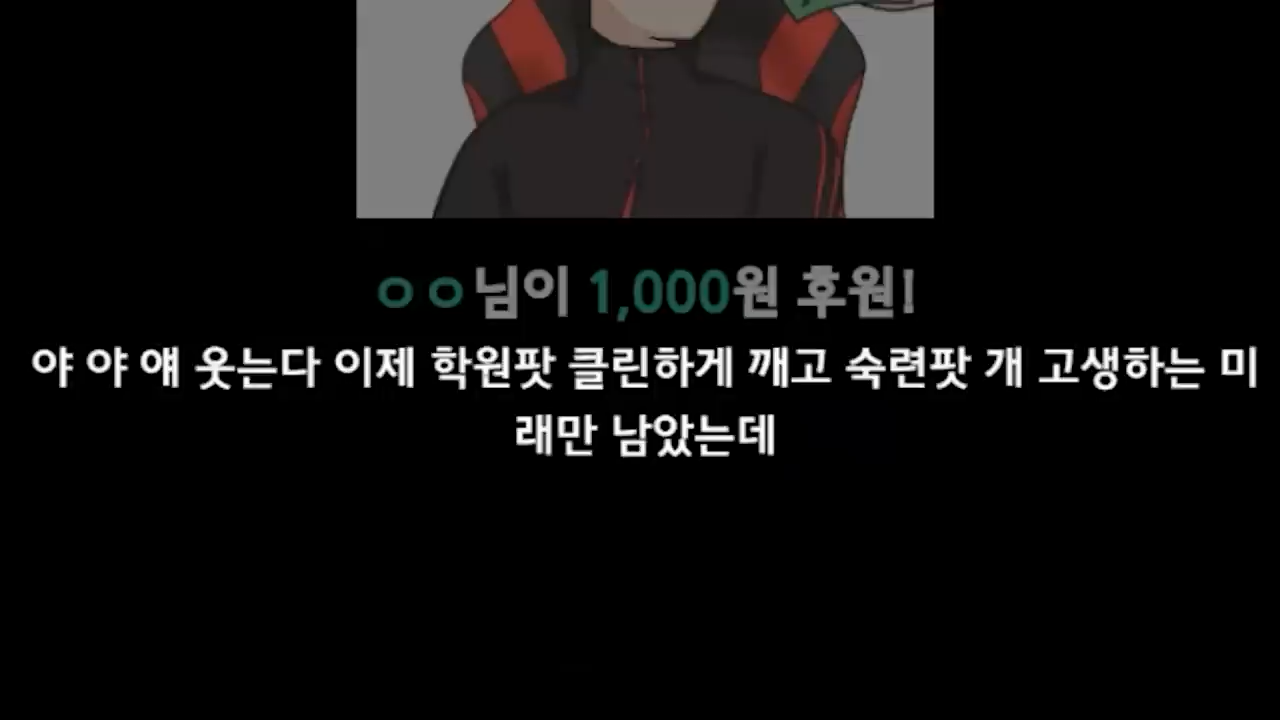 ㅇㅇ님이 1,000원 후원!
야 야 얘 웃는다 이제 학원팟 클린하게 깨고 숙련팟 개 고생하는 미
래만 남았는데